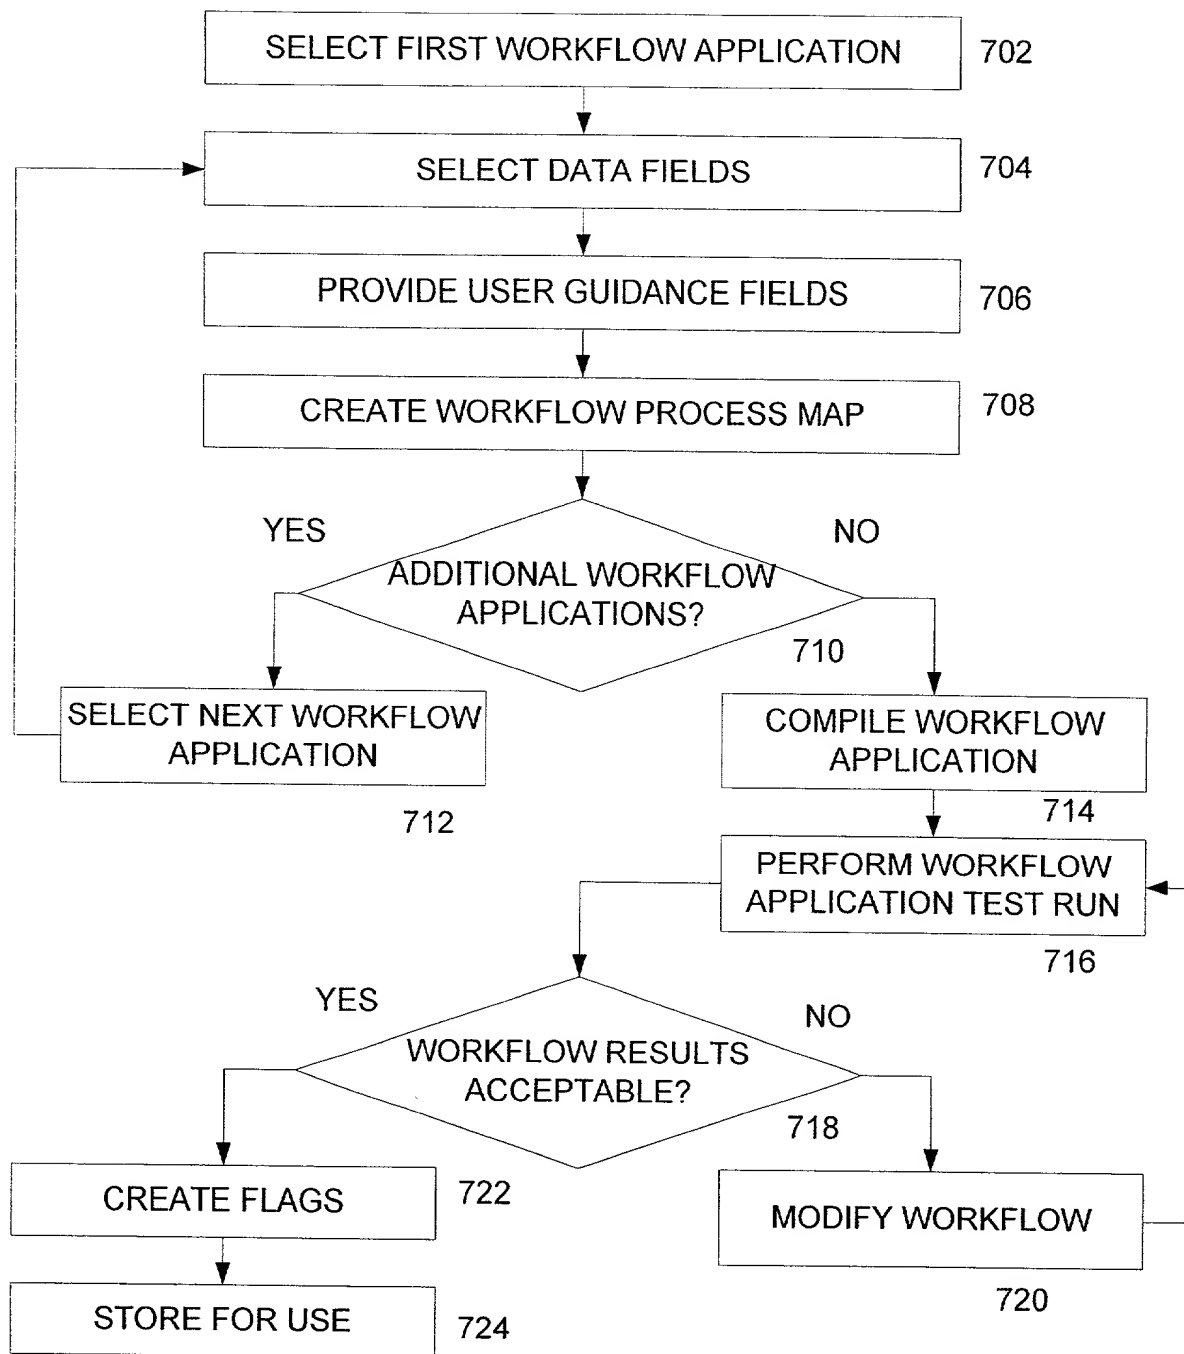 SELECT FIRST WORKFLOW APPLICATION
702
SELECT DATA FIELDS
704
PROVIDE USER GUIDANCE FIELDS
706
CREATE WORKFLOW PROCESS MAP
708
YES
NO
ADDITIONAL WORKFLOW
APPLICATIONS?
710
SELECT NEXT WORKFLOW
APPLICATION
712
COMPILE WORKFLOW
APPLICATION
714
PERFORM WORKFLOW
APPLICATION TEST RUN
716
YES
NO
WORKFLOW RESULTS
ACCEPTABLE?
718
CREATE FLAGS
722
MODIFY WORKFLOW
720
STORE FOR USE
724